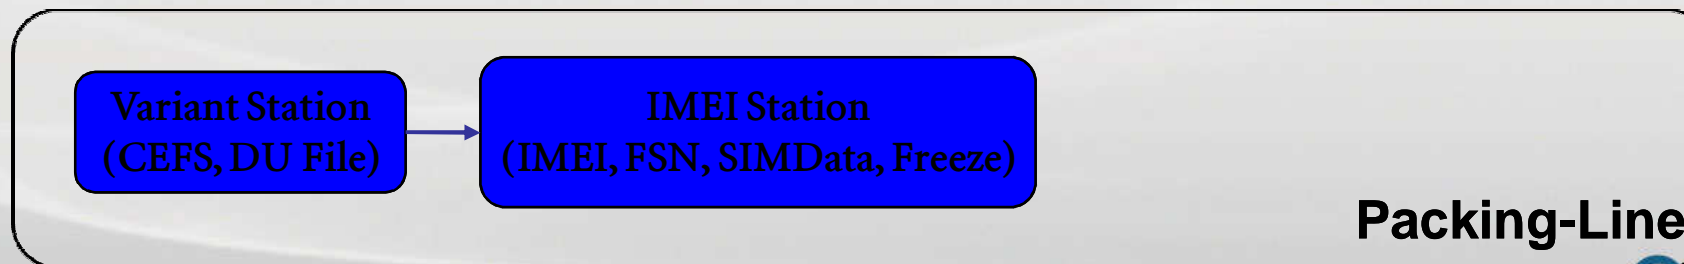 Variant Station
(CEFS, DU File)
IMEI Station
(IMEI, FSN, SIMData, Freeze)
Packing-Line